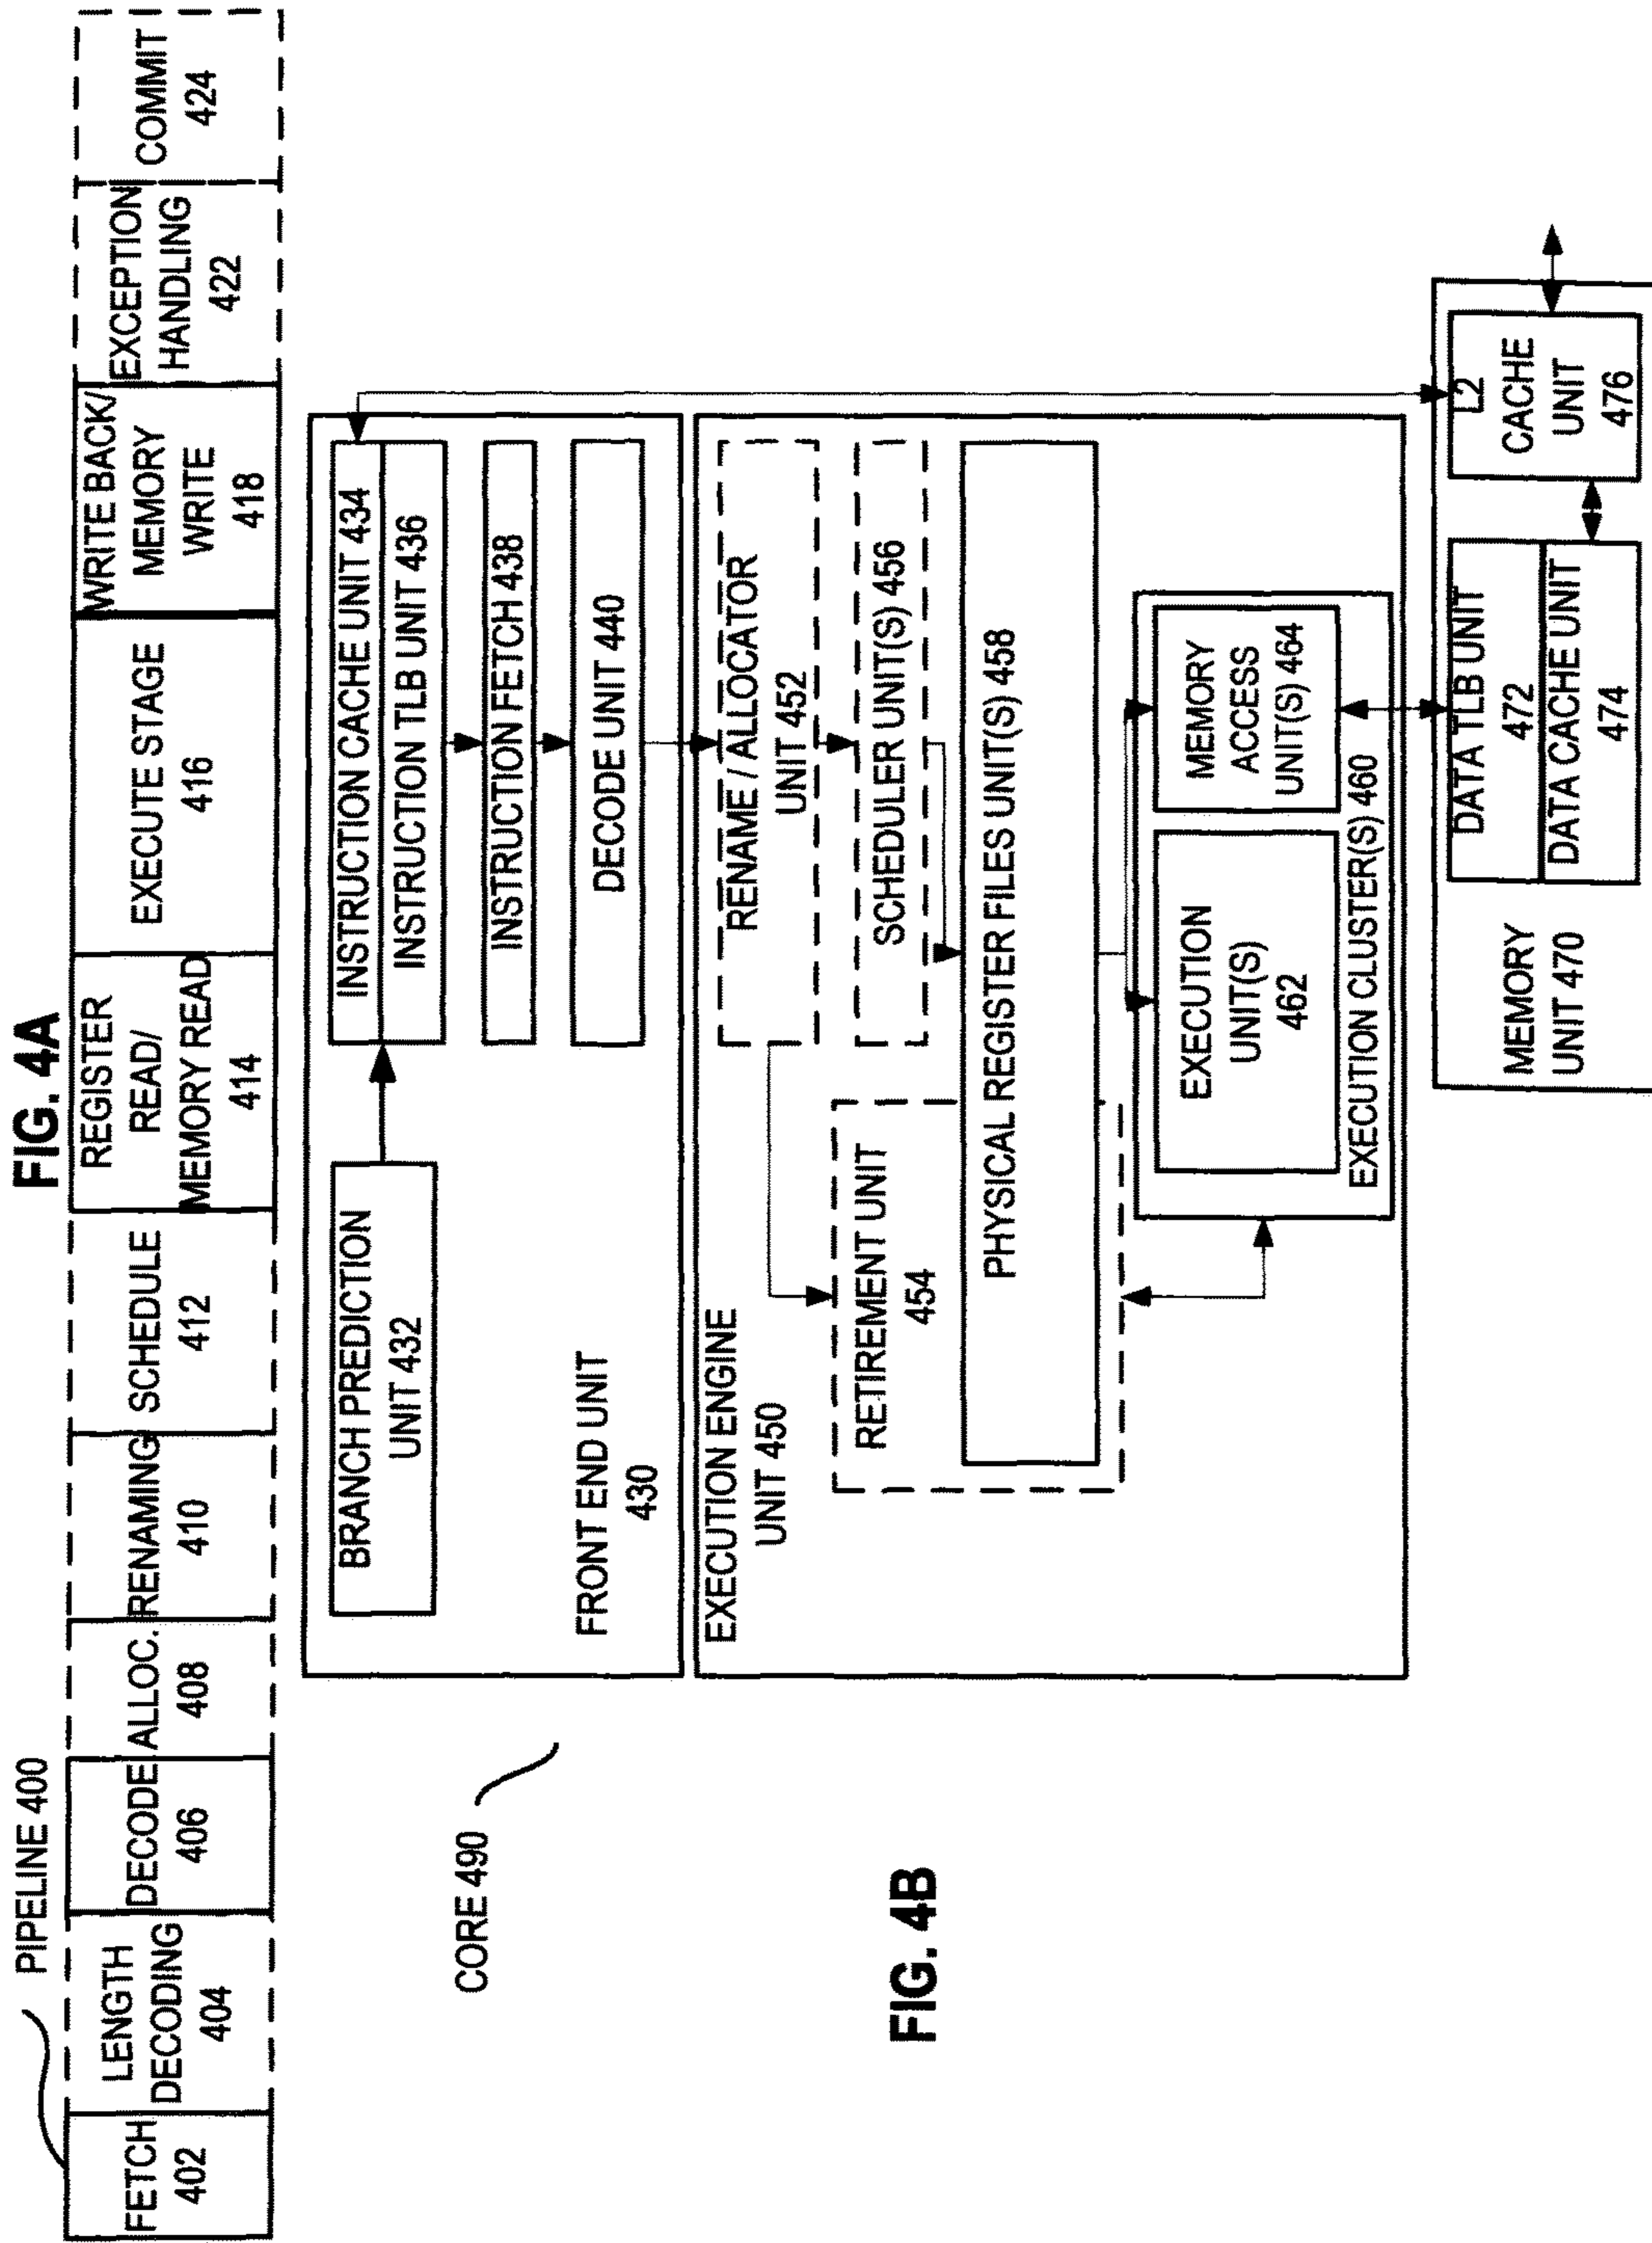 FIG. 4A
PIPELINE 400
FETCH
402
LENGTH
DECODING
404
DECODE
406
ALLOC.
408
RENAMING
410
SCHEDULE
412
REGISTER
READ/
MEMORY READ
414
EXECUTE STAGE
416
WRITE BACK/
MEMORY
WRITE
418
EXCEPTION
HANDLING
422
COMMIT
424
CORE 490
BRANCH PREDICTION
UNIT 432
INSTRUCTION CACHE UNIT 434
INSTRUCTION TLB UNIT 436
INSTRUCTION FETCH 438
DECODE UNIT 440
FRONT END UNIT
430
EXECUTION ENGINE
UNIT 450
RENAME / ALLOCATOR
UNIT 452
RETIREMENT UNIT
454
SCHEDULER UNIT(S) 456
PHYSICAL REGISTER FILES UNIT(S) 458
EXECUTION
UNIT(S)
462
MEMORY
ACCESS
UNIT(S) 464
EXECUTION CLUSTER(S) 460
MEMORY
UNIT 470
DATA TLB UNIT
472
DATA CACHE UNIT
474
L2
CACHE
UNIT
476
FIG. 4B